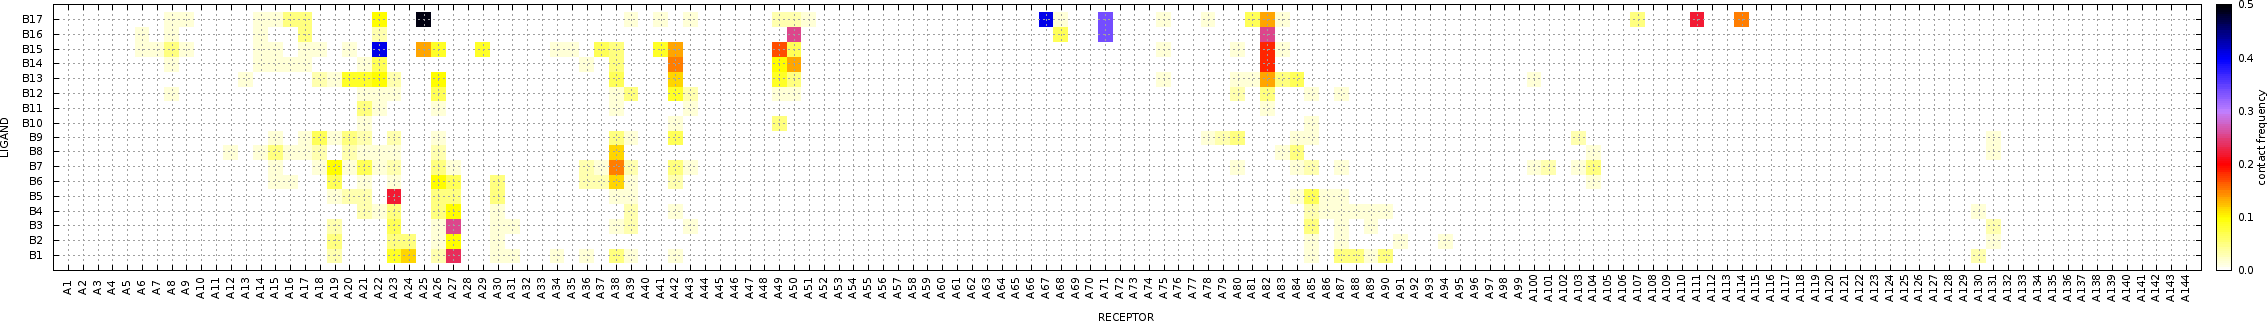 B17
B16
B15
B14
B13
B12
B11
B10
B9
B8
B7
B6
B5
B4
B3
B2
B1
LIGAND
A1 A2 A3 A4 A5 A6 A7 A8 A9 A10 A11 A12 A13 A14 A15 A16 A17 A18 A19 A20 A21 A22 A23 A24 A25 A26 A27 A28 A29 A30 A31 A32 A33 A34 A35 A36 A37 A38 A39 A40 A41 A42 A43 A44 A45 A46 A47 A48 A49 A50 A51 A52 A53 A54 A55 A56 A57 A58 A59 A60 A61 A62 A63 A64 A65 A66 A67 A68 A69 A70 A71 A72 A73 A74 A75 A76 A77 A78 A79 A80 A81 A82 A83 A84 A85 A86 A87 A88 A89 A90 A91 A92 A93 A94 A95 A96 A97 A98 A99 A100 A101 A102 A103 A104 A105 A106 A107 A108 A109 A110 A111 A112 A113 A114 A115 A116 A117 A118 A119 A120 A121 A122 A123 A124 A125 A126 A127 A128 A129 A130 A131 A132 A133 A134 A135 A136 A137 A138 A139 A140 A141 A142 A143 A144
RECEPTOR
0.5
0.4
0.3
0.2
0.1
0.0
contact frequency